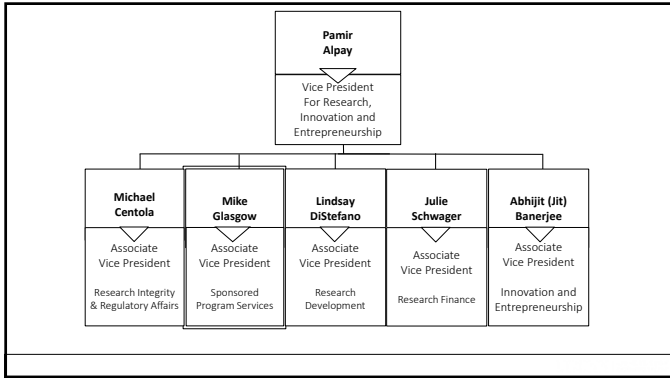 Pamir
Alpay
Vice President
For Research,
Innovation and
Entrepreneurship
Michael
Centola
Associate
Vice President
Research Integrity
& Regulatory Affairs
Mike
Glasgow
Associate
Vice President
Sponsored
Program Services
Lindsay
DiStefano
Associate
Vice President
Research
Development
Julie
Schwager
Associate
Vice President
Research Finance
Abhijit (Jit)
Banerjee
Associate
Vice President
Innovation and
Entrepreneurship